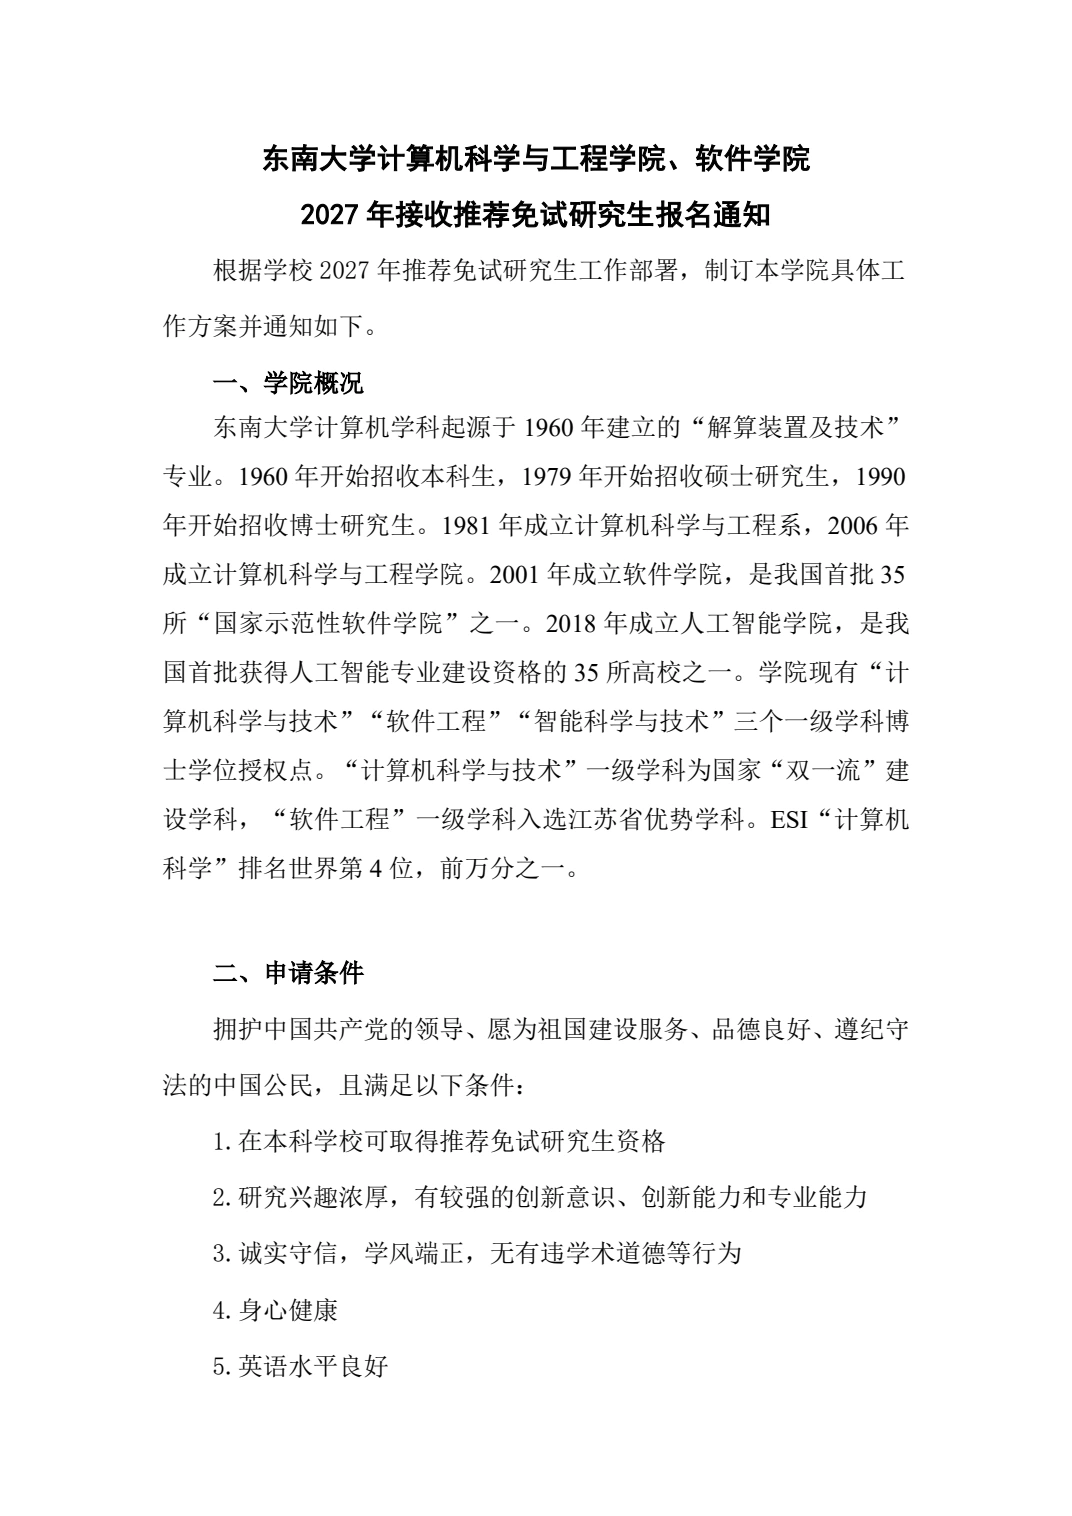 东南大学计算机科学与工程学院、软件学院
2027 年接收推荐免试研究生报名通知
根据学校 2027 年推荐免试研究生工作部署，制订本学院具体工
作方案并通知如下。
一、学院概况
东南大学计算机学科起源于 1960 年建立的“解算装置及技术”
专业。1960 年开始招收本科生，1979 年开始招收硕士研究生，1990
年开始招收博士研究生。1981 年成立计算机科学与工程系，2006 年
成立计算机科学与工程学院。2001 年成立软件学院，是我国首批 35
所“国家示范性软件学院”之一。2018 年成立人工智能学院，是我
国首批获得人工智能专业建设资格的 35 所高校之一。学院现有“计
算机科学与技术”“软件工程”“智能科学与技术”三个一级学科博
士学位授权点。“计算机科学与技术”一级学科为国家“双一流”建
设学科，“软件工程”一级学科入选江苏省优势学科。ESI“计算机
科学”排名世界第 4 位，前万分之一。
二、申请条件
拥护中国共产党的领导、愿为祖国建设服务、品德良好、遵纪守
法的中国公民，且满足以下条件：
1.在本科学校可取得推荐免试研究生资格
2.研究兴趣浓厚，有较强的创新意识、创新能力和专业能力
3.诚实守信，学风端正，无有违学术道德等行为
4.身心健康
5.英语水平良好